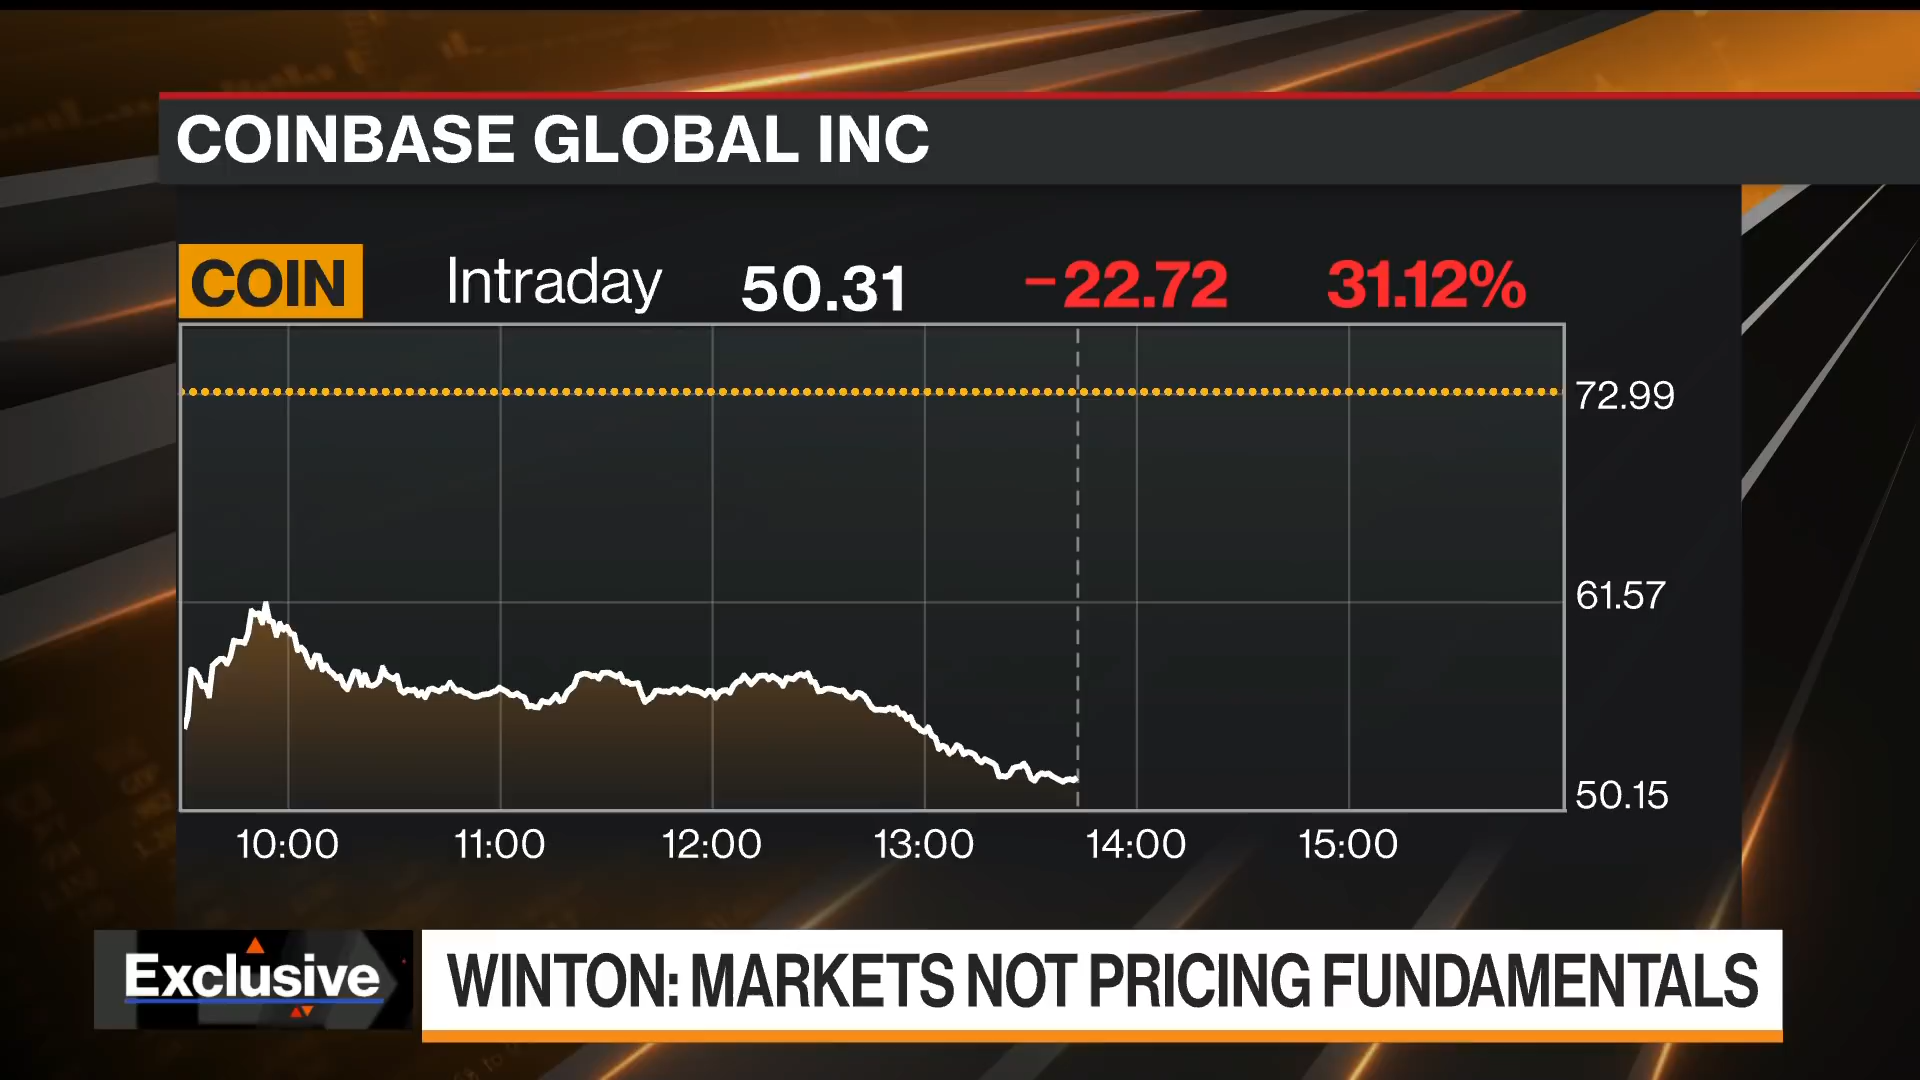 COINBASE GLOBAL INC
COIN Intraday 50.31 -22.72 31.12%
72.99
61.57
50.15
10:00 11:00 12:00 13:00 14:00 15:00
Exclusive WINTON: MARKETS NOT PRICING FUNDAMENTALS